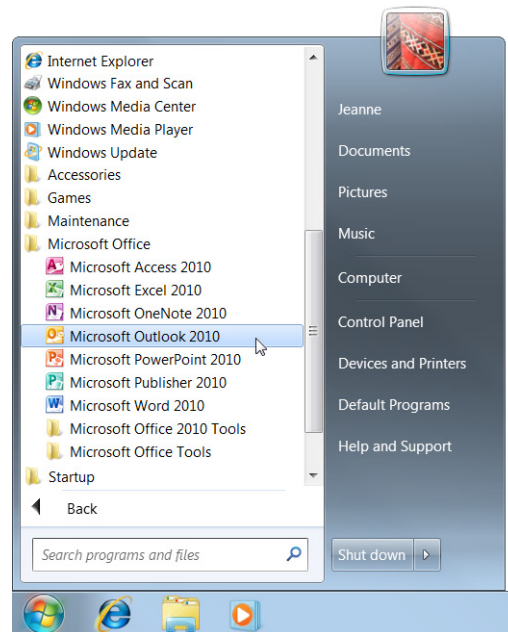 Internet Explorer
Windows Fax and Scan
Windows Media Center
Windows Media Player
Windows Update
Accessories
Games
Maintenance
Microsoft Office
Microsoft Access 2010
Microsoft Excel 2010
Microsoft OneNote 2010
Microsoft Outlook 2010
Microsoft PowerPoint 2010
Microsoft Publisher 2010
Microsoft Word 2010
Microsoft Office 2010 Tools
Microsoft Office Tools
Startup
Back
Search programs and files
Jeanne
Documents
Pictures
Music
Computer
Control Panel
Devices and Printers
Default Programs
Help and Support
Shut down